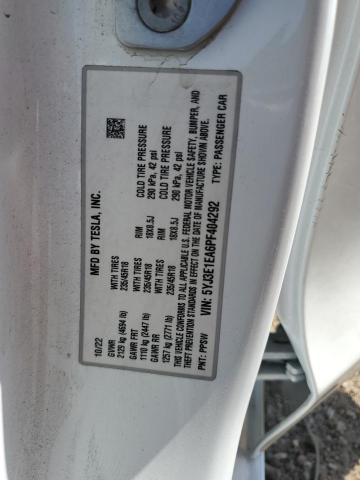 MFD BY TESLA, INC.
10/22
GVWR
2129 kg (4694 lb)
GAWR FRT TIRE RIM COLD TIRE PRESSURE
1110 kg (2447 lb) 235/45R18 18X8.5J 290 kPa, 42 psi
GAWR RR TIRE RIM COLD TIRE PRESSURE
1257 kg (2771 lb) 235/45R18 18X8.5J 290 kPa, 42 psi
THIS VEHICLE CONFORMS TO ALL APPLICABLE U.S. FEDERAL MOTOR VEHICLE SAFETY, BUMPER, AND
THEFT PREVENTION STANDARDS IN EFFECT ON THE DATE OF MANUFACTURE SHOWN ABOVE.
VIN: 5YJ3E1EA6PF404292 TYPE: PASSENGER CAR
PNT: PPSW